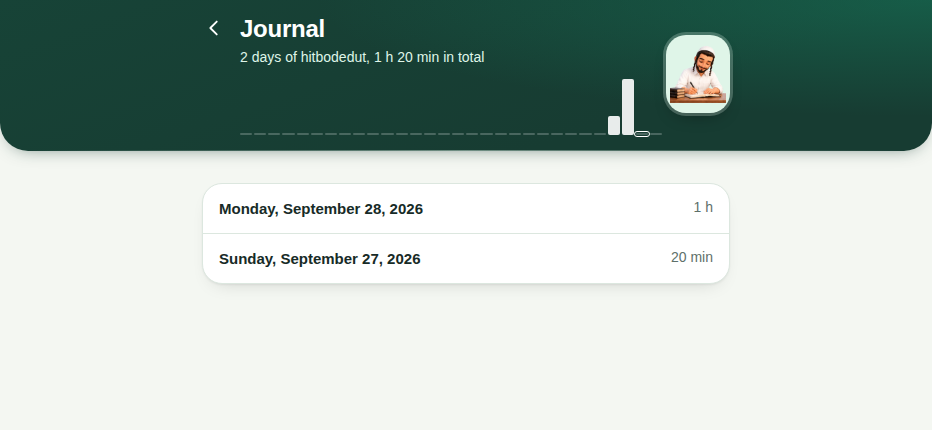 Journal
2 days of hitbodedut, 1 h 20 min in total
Monday, September 28, 2026 1 h
Sunday, September 27, 2026 20 min